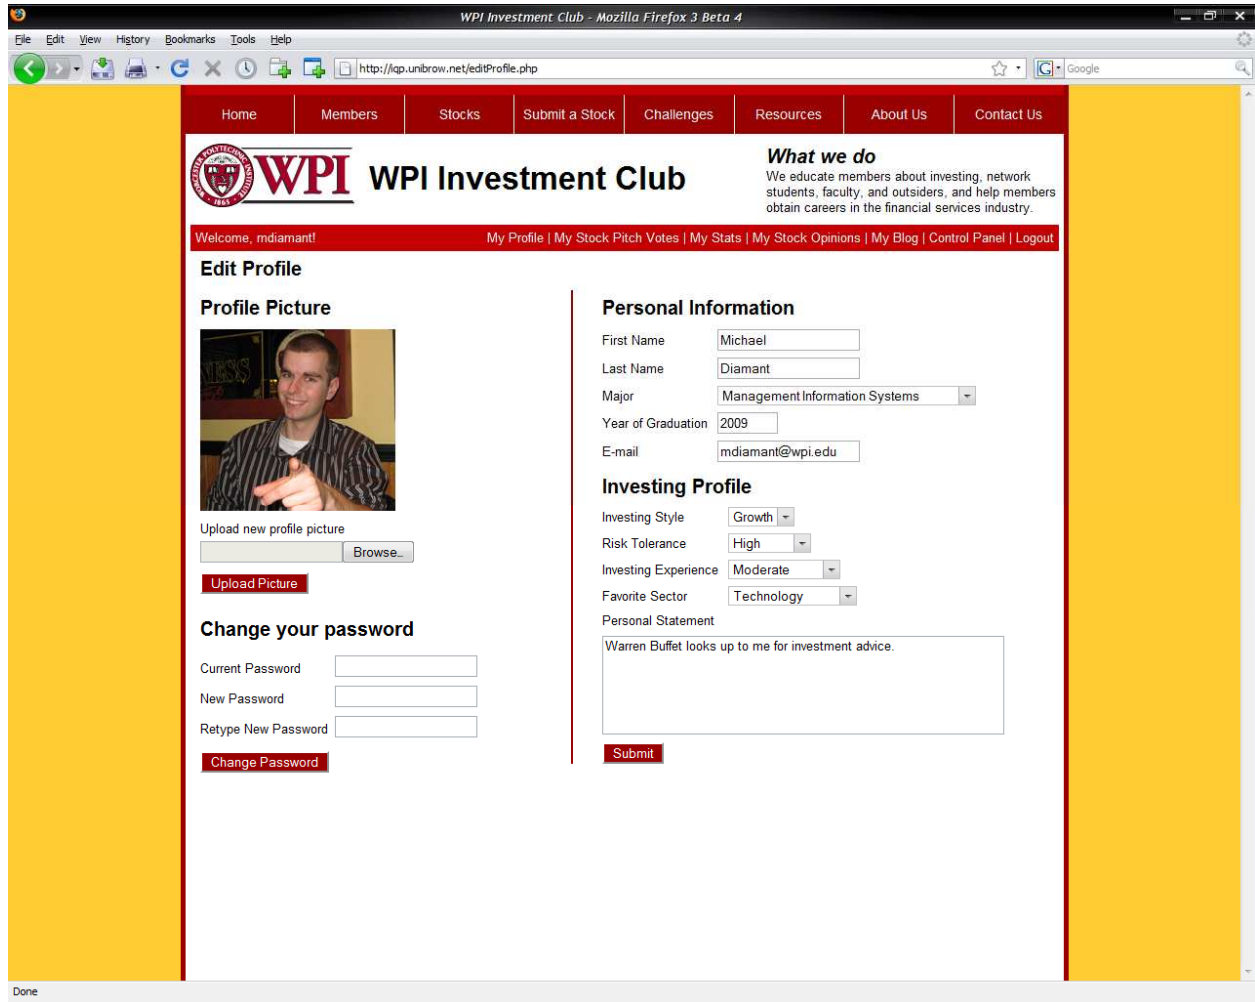 WPI Investment Club - Mozilla Firefox 3 Beta 4
File Edit View History Bookmarks Tools Help
http://iqp.unibrow.net/editProfile.php
Google
Home Members Stocks Submit a Stock Challenges Resources About Us Contact Us
WORCESTER POLYTECHNIC INSTITUTE
1865
WPI
WPI Investment Club
What we do
We educate members about investing, network
students, faculty, and outsiders, and help members
obtain careers in the financial services industry.
Welcome, mdiamant!
My Profile | My Stock Pitch Votes | My Stats | My Stock Opinions | My Blog | Control Panel | Logout
Edit Profile
Profile Picture
Upload new profile picture
Browse..
Upload Picture
Change your password
Current Password
New Password
Retype New Password
Change Password
Personal Information
First Name Michael
Last Name Diamant
Major Management Information Systems
Year of Graduation 2009
E-mail mdiamant@wpi.edu
Investing Profile
Investing Style Growth
Risk Tolerance High
Investing Experience Moderate
Favorite Sector Technology
Personal Statement
Warren Buffet looks up to me for investment advice.
Submit
Done